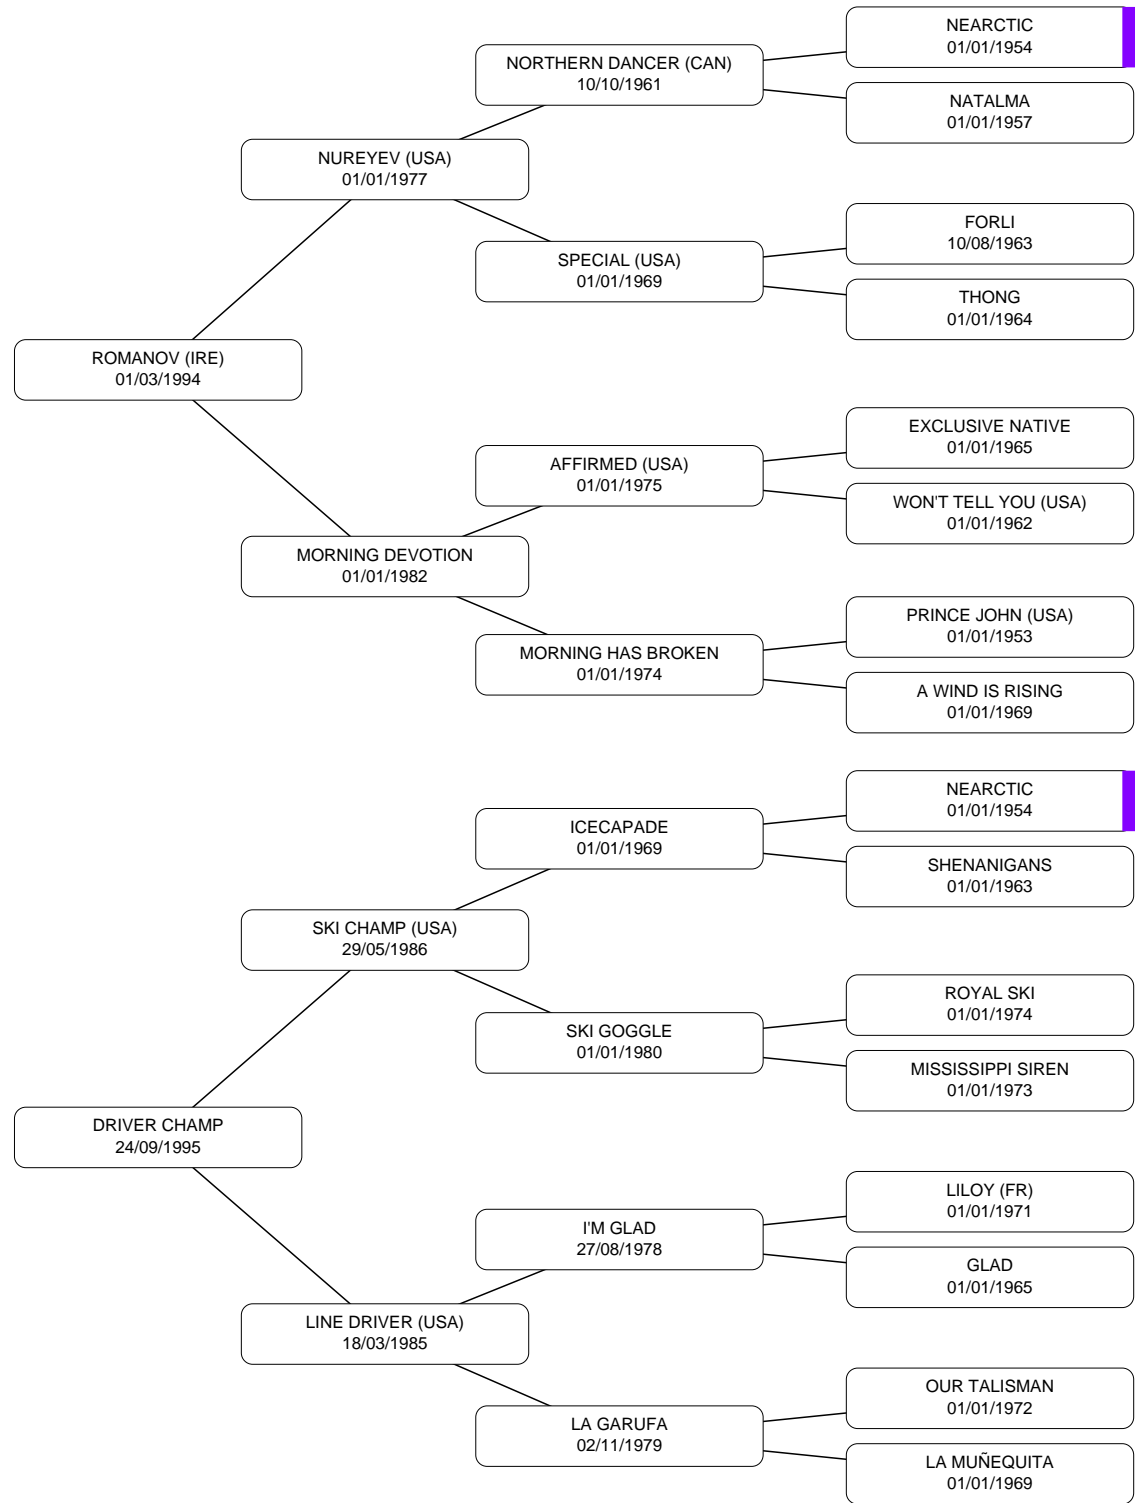 NEARCTIC
01/01/1954
NORTHERN DANCER (CAN)
10/10/1961
NATALMA
01/01/1957
NUREYEV (USA)
01/01/1977
FORLI
10/08/1963
SPECIAL (USA)
01/01/1969
THONG
01/01/1964
ROMANOV (IRE)
01/03/1994
EXCLUSIVE NATIVE
01/01/1965
AFFIRMED (USA)
01/01/1975
WON'T TELL YOU (USA)
01/01/1962
MORNING DEVOTION
01/01/1982
PRINCE JOHN (USA)
01/01/1953
MORNING HAS BROKEN
01/01/1974
A WIND IS RISING
01/01/1969
NEARCTIC
01/01/1954
ICECAPADE
01/01/1969
SHENANIGANS
01/01/1963
SKI CHAMP (USA)
29/05/1986
ROYAL SKI
01/01/1974
SKI GOGGLE
01/01/1980
MISSISSIPPI SIREN
01/01/1973
DRIVER CHAMP
24/09/1995
LILOY (FR)
01/01/1971
I'M GLAD
27/08/1978
GLAD
01/01/1965
LINE DRIVER (USA)
18/03/1985
OUR TALISMAN
01/01/1972
LA GARUFA
02/11/1979
LA MUÑEQUITA
01/01/1969